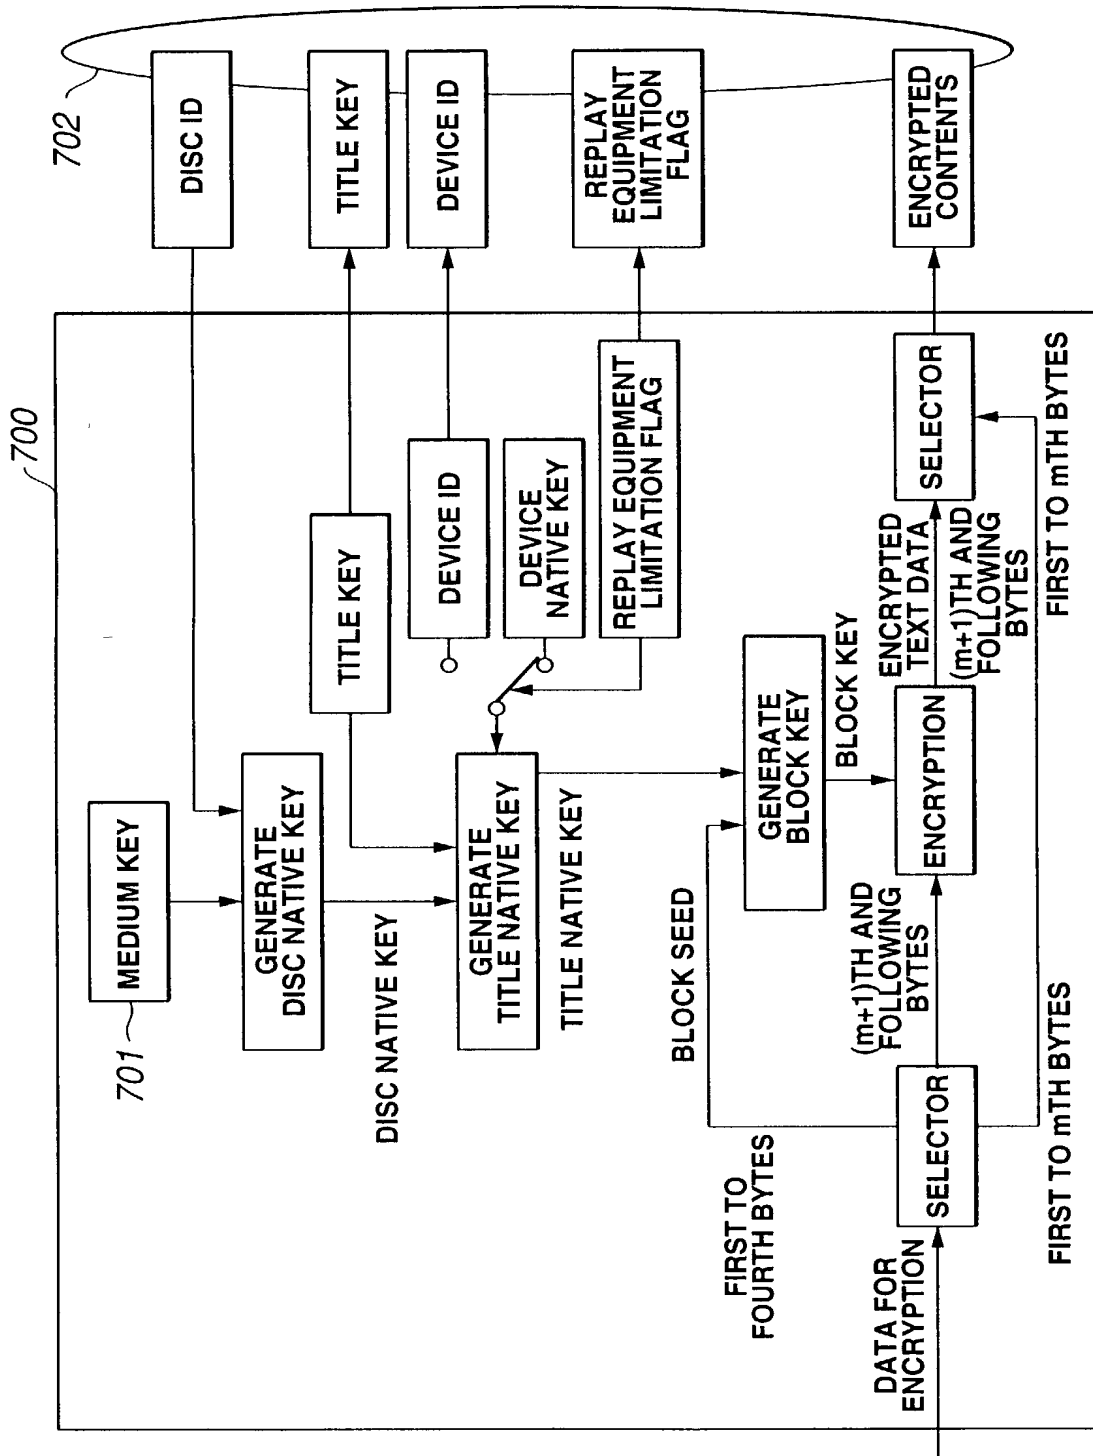 700
702
701
MEDIUM KEY
GENERATE
DISC NATIVE KEY
DISC NATIVE KEY
DISC ID
TITLE KEY
TITLE KEY
GENERATE
TITLE NATIVE KEY
TITLE NATIVE KEY
DEVICE ID
DEVICE ID
DEVICE
NATIVE KEY
REPLAY EQUIPMENT
LIMITATION FLAG
REPLAY
EQUIPMENT
LIMITATION
FLAG
BLOCK SEED
FIRST TO
FOURTH BYTES
GENERATE
BLOCK KEY
BLOCK KEY
DATA FOR
ENCRYPTION
SELECTOR
(m+1)TH AND
FOLLOWING
BYTES
ENCRYPTION
ENCRYPTED
TEXT DATA
(m+1)TH AND
FOLLOWING
BYTES
SELECTOR
ENCRYPTED
CONTENTS
FIRST TO mTH BYTES
FIRST TO mTH BYTES